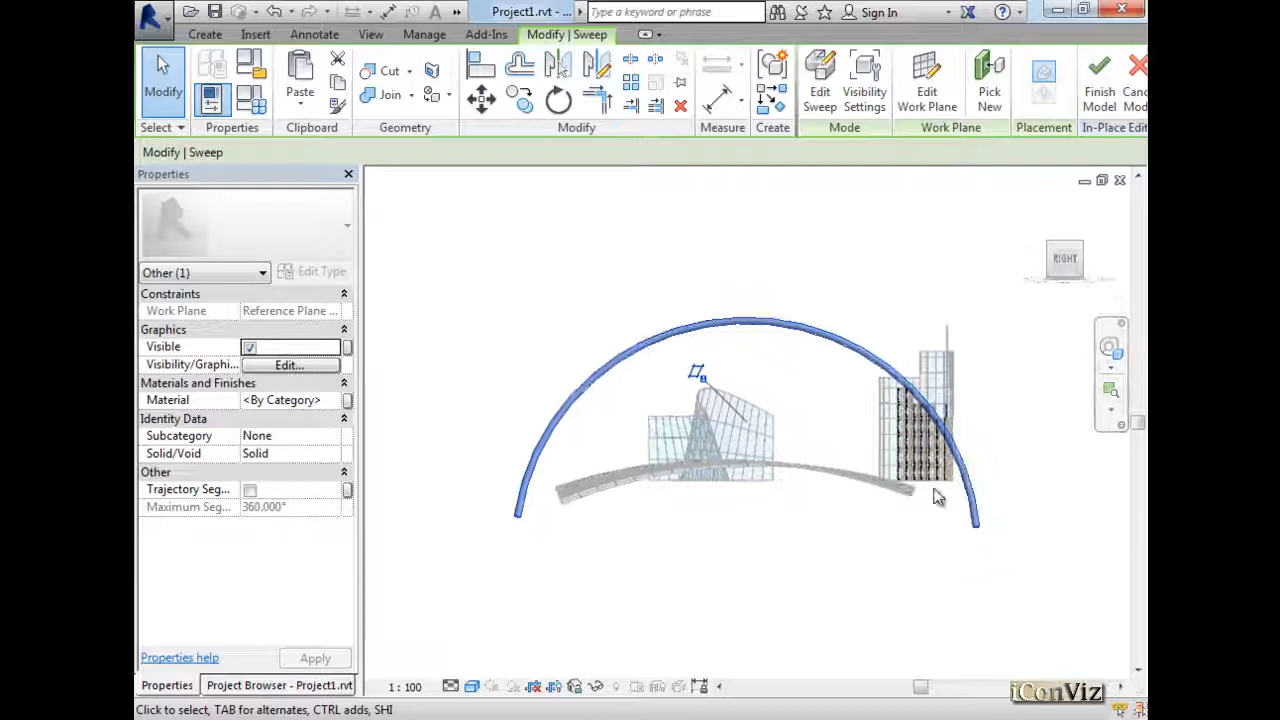 Project1.rvt - ...
Type a keyword or phrase
Sign In
Create Insert Annotate View Manage Add-Ins Modify | Sweep
Modify
Paste
Cut
Join
Edit Sweep
Visibility Settings
Edit Work Plane
Pick New
Finish Model
Select Properties Clipboard Geometry Modify Measure Create Mode Work Plane Placement In-Place Edit
Modify | Sweep
Properties
Other (1)
Edit Type
Constraints
Work Plane Reference Plane ...
Graphics
Visible
Visibility/Graphi... Edit...
Materials and Finishes
Material <By Category>
Identity Data
Subcategory None
Solid/Void Solid
Other
Trajectory Seg...
Maximum Seg... 360.000°
Properties help
Apply
Properties
Project Browser - Project1.rvt
RIGHT
1 : 100
iConViz
Click to select, TAB for alternates, CTRL adds, SHI